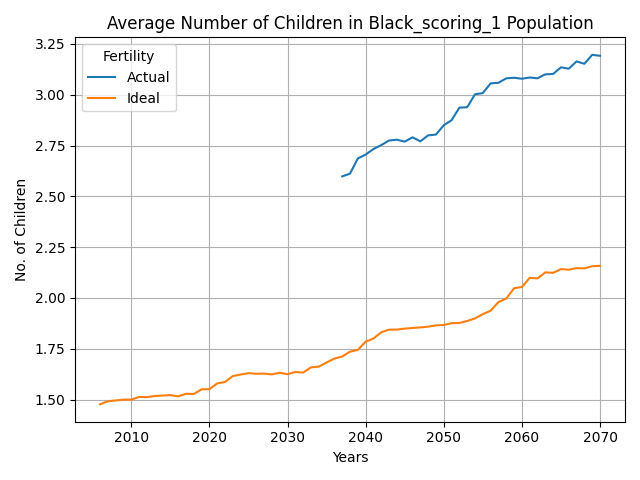 Average Number of Children in Black_scoring_1 Population
Fertility
Actual
Ideal
No. of Children
3.25
3.00
2.75
2.50
2.25
2.00
1.75
1.50
2010 2020 2030 2040 2050 2060 2070
Years